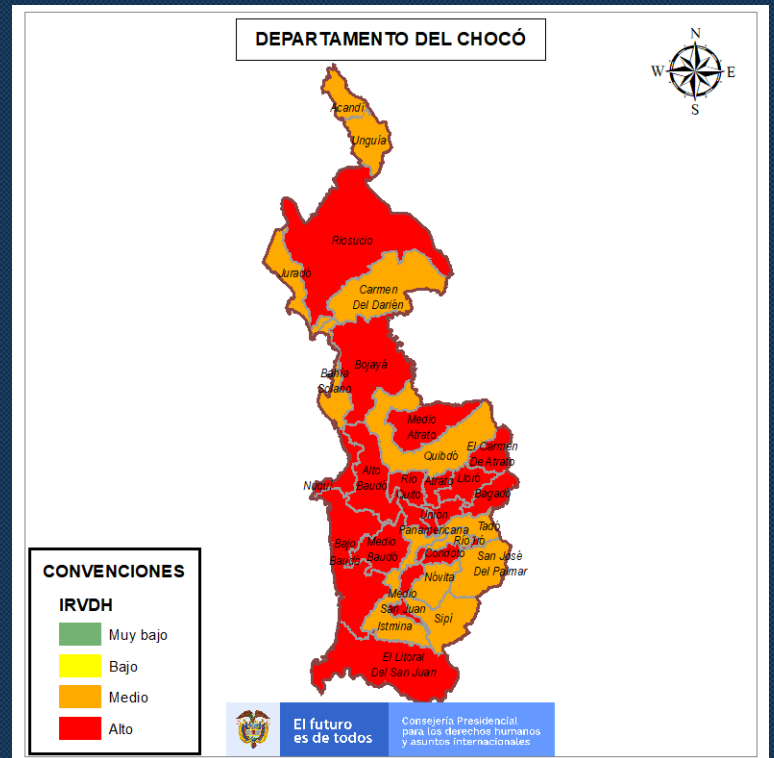 DEPARTAMENTO DEL CHOCÓ
N
W
E
S
Acandí
Unguía
Riosucio
Juradó
Carmen
Del Darién
Bojayá
Bahía
Solano
Medio
Atrato
Quibdó
El Carmen
De Atrato
Alto
Baudó
Río
Quito
Atrato
Lloro
Nuquí
Bagadó
Unión
Panamericana
Tadó
Río Iró
Bajo
Baudó
Medio
Baudó
Condoto
San José
Del Palmar
Nóvita
Medio
San Juan
Sipí
Istmina
El Litoral
Del San Juan
CONVENCIONES
IRVDH
Muy bajo
Bajo
Medio
Alto
El futuro
es de todos
Consejería Presidencial
para los derechos humanos
y asuntos internacionales